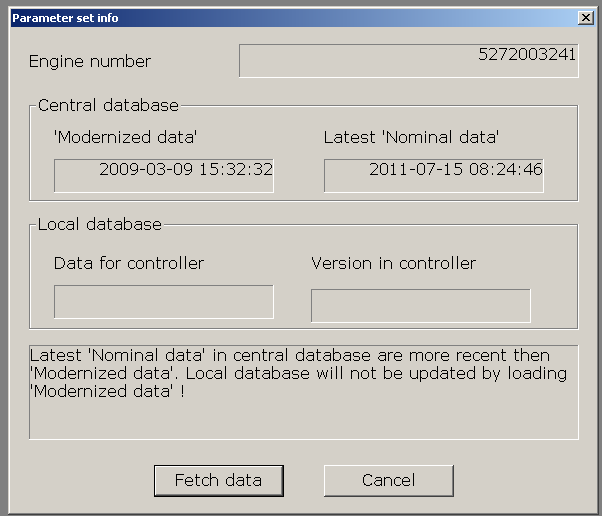 Parameter set info
Engine number
5272003241
Central database
'Modernized data'
Latest 'Nominal data'
2009-03-09 15:32:32
2011-07-15 08:24:46
Local database
Data for controller
Version in controller
Latest 'Nominal data' in central database are more recent then
'Modernized data'. Local database will not be updated by loading
'Modernized data' !
Fetch data
Cancel